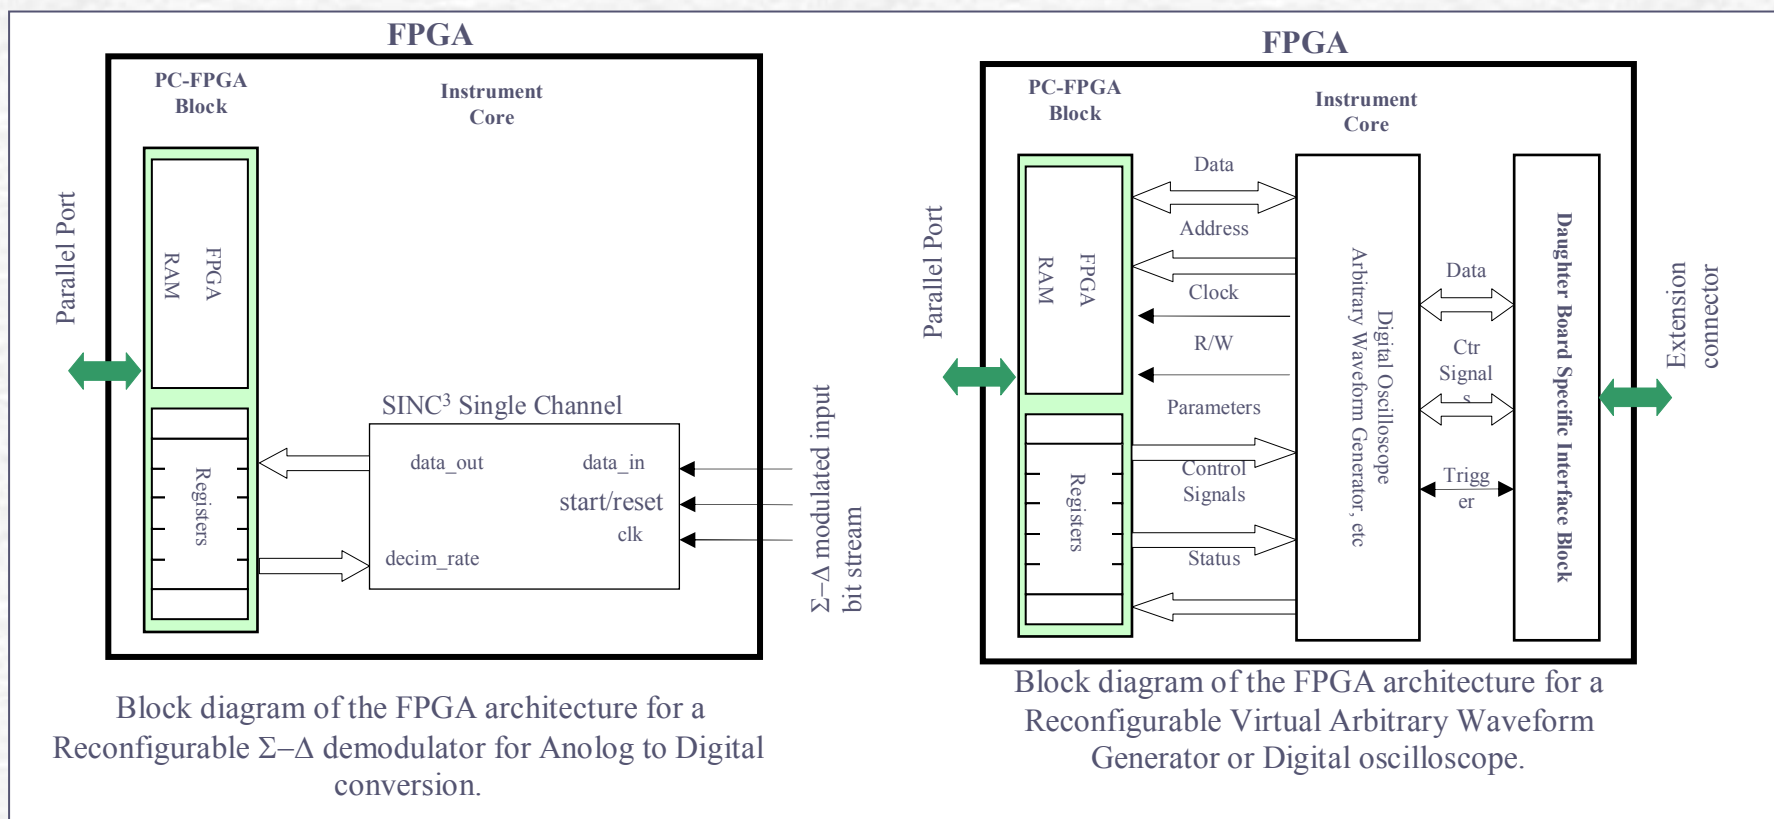 FPGA
PC-FPGA
Block
Instrument
Core
Parallel Port
FPGA
RAM
SINC³ Single Channel
data_out
data_in
start/reset
clk
decim_rate
Registers
Σ–Δ modulated input
bit stream
Block diagram of the FPGA architecture for a
Reconfigurable Σ–Δ demodulator for Anolog to Digital
conversion.
FPGA
PC-FPGA
Block
Instrument
Core
Parallel Port
FPGA
RAM
Registers
Data
Address
Clock
R/W
Parameters
Control
Signals
Status
Digital Oscilloscope
Arbitrary Waveform Generator, etc
Data
Ctr
Signal
s
Trigg
er
Daughter Board Specific Interface Block
Extension
connector
Block diagram of the FPGA architecture for a
Reconfigurable Virtual Arbitrary Waveform
Generator or Digital oscilloscope.